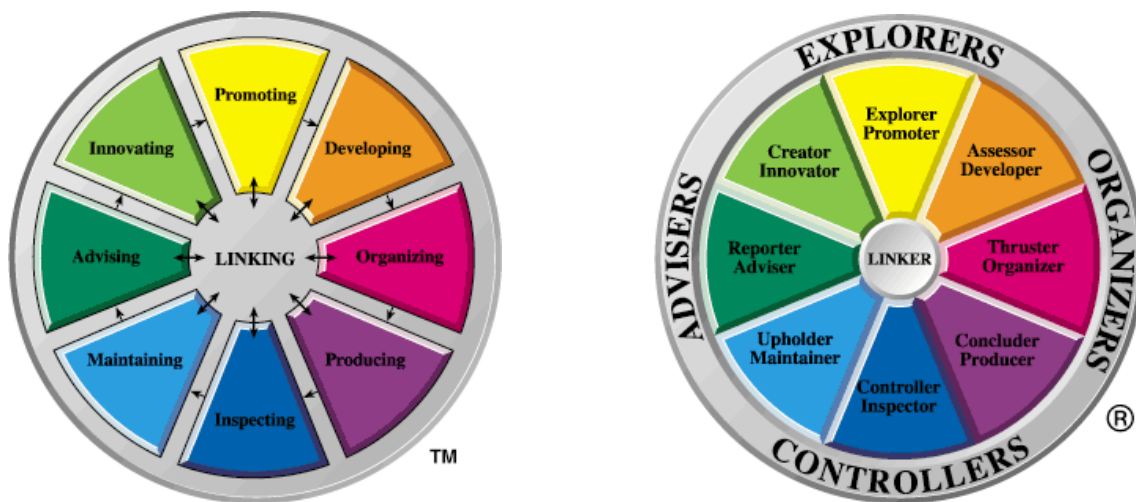 Promoting
Developing
Organizing
Producing
Inspecting
Maintaining
Advising
Innovating
LINKING
TM
EXPLORERS
ORGANIZERS
CONTROLLERS
ADVISERS
Explorer
Promoter
Assessor
Developer
Thruster
Organizer
Concluder
Producer
Controller
Inspector
Upholder
Maintainer
Reporter
Adviser
Creator
Innovator
LINKER
®